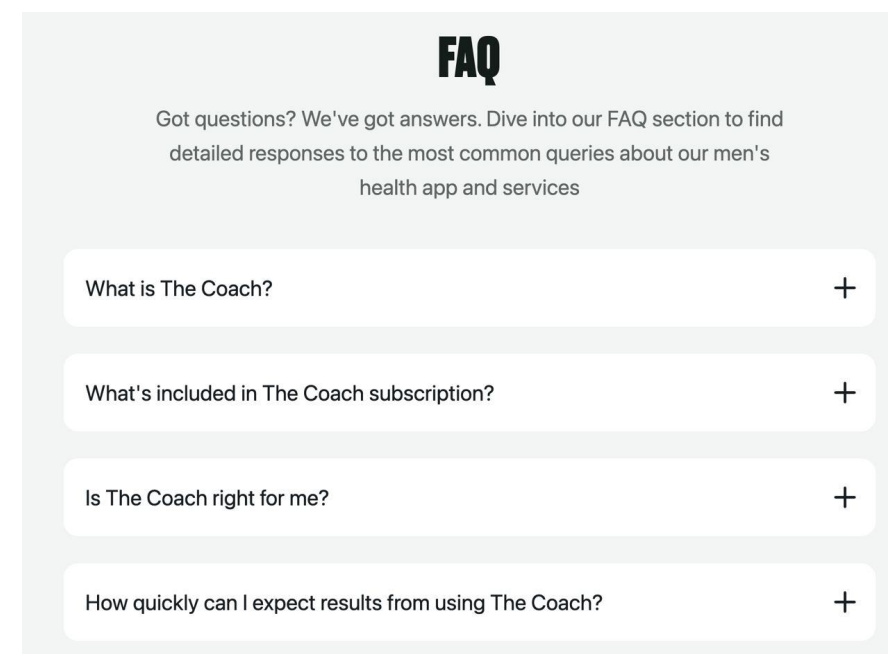 FAQ
Got questions? We've got answers. Dive into our FAQ section to find
detailed responses to the most common queries about our men's
health app and services
What is The Coach?
What's included in The Coach subscription?
Is The Coach right for me?
How quickly can I expect results from using The Coach?